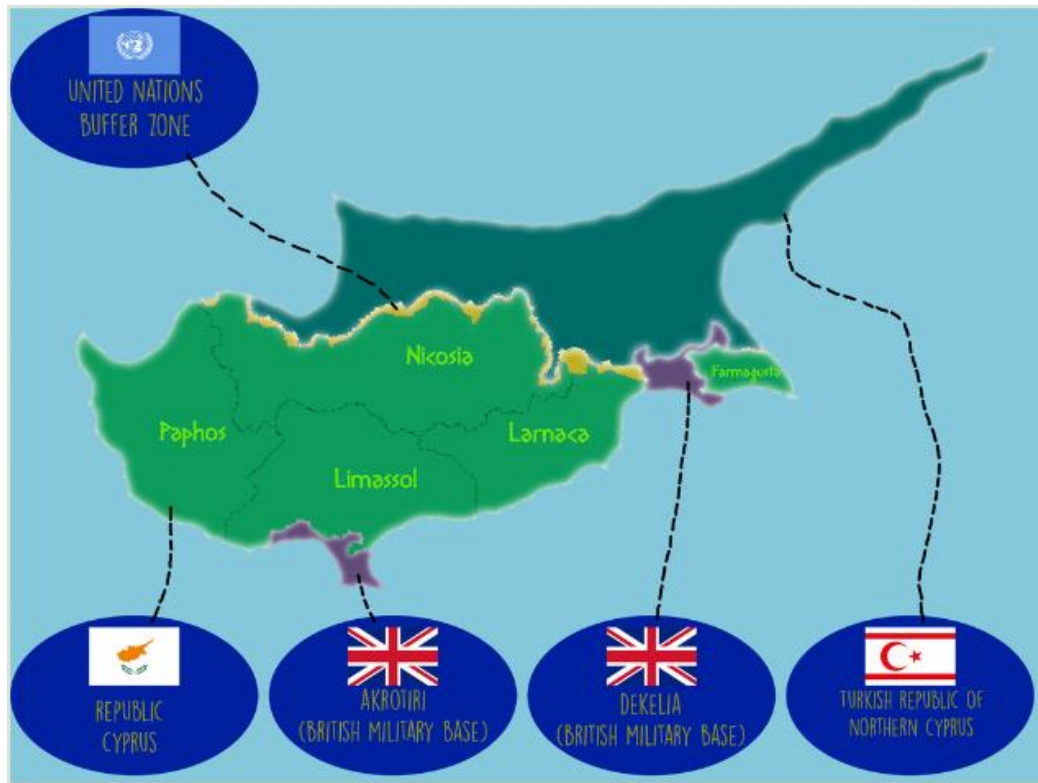 UNITED NATIONS
BUFFER ZONE
Nicosia
Farmagurta
Paphos
Larnaca
Limassol
REPUBLIC
CYPRUS
AKROTIRI
(BRITISH MILITARY BASE)
DEKELIA
(BRITISH MILITARY BASE)
TURKISH REPUBLIC OF
NORTHERN CYPRUS